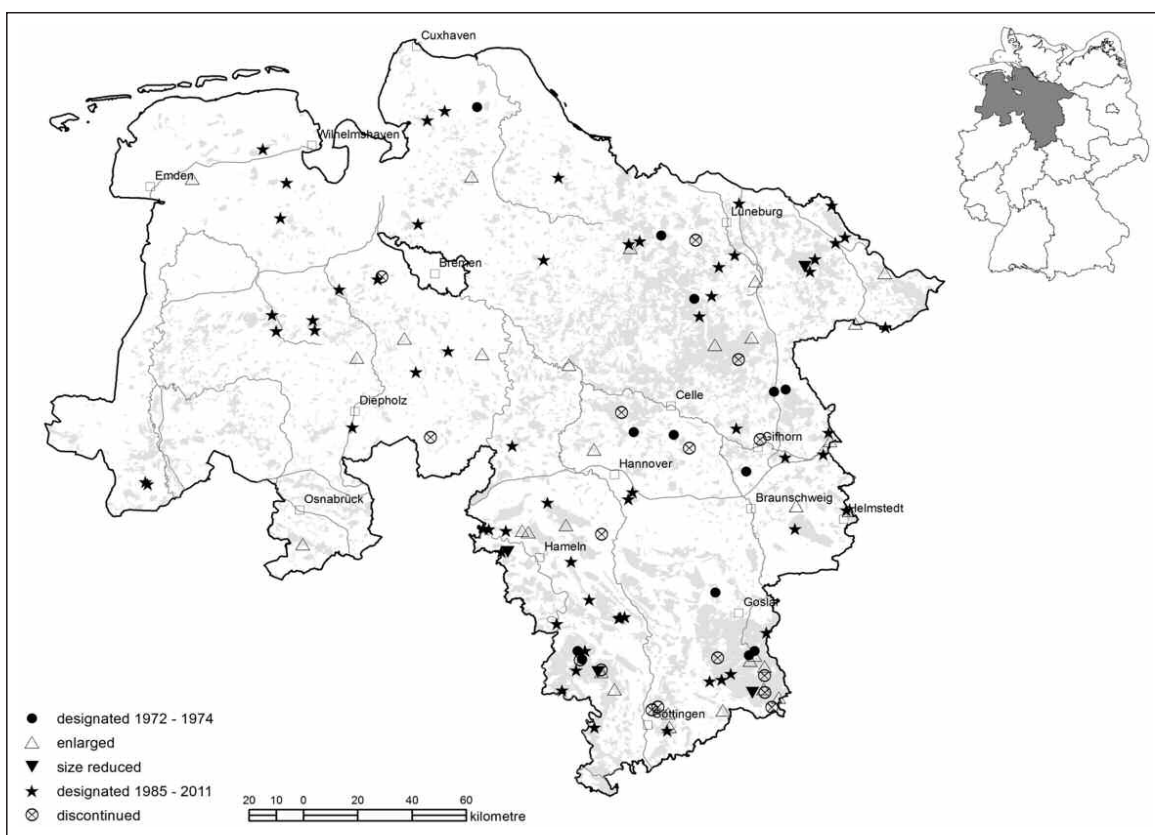 Cuxhaven
Wilhelmshaven
Emden
Lüneburg
Bremen
Diepholz
Celle
Gifhorn
Hannover
Osnabrück
Braunschweig
Helmstedt
Hameln
Goslar
Göttingen
designated 1972 - 1974
enlarged
size reduced
designated 1985 - 2011
discontinued
20 10 0 20 40 60
kilometre